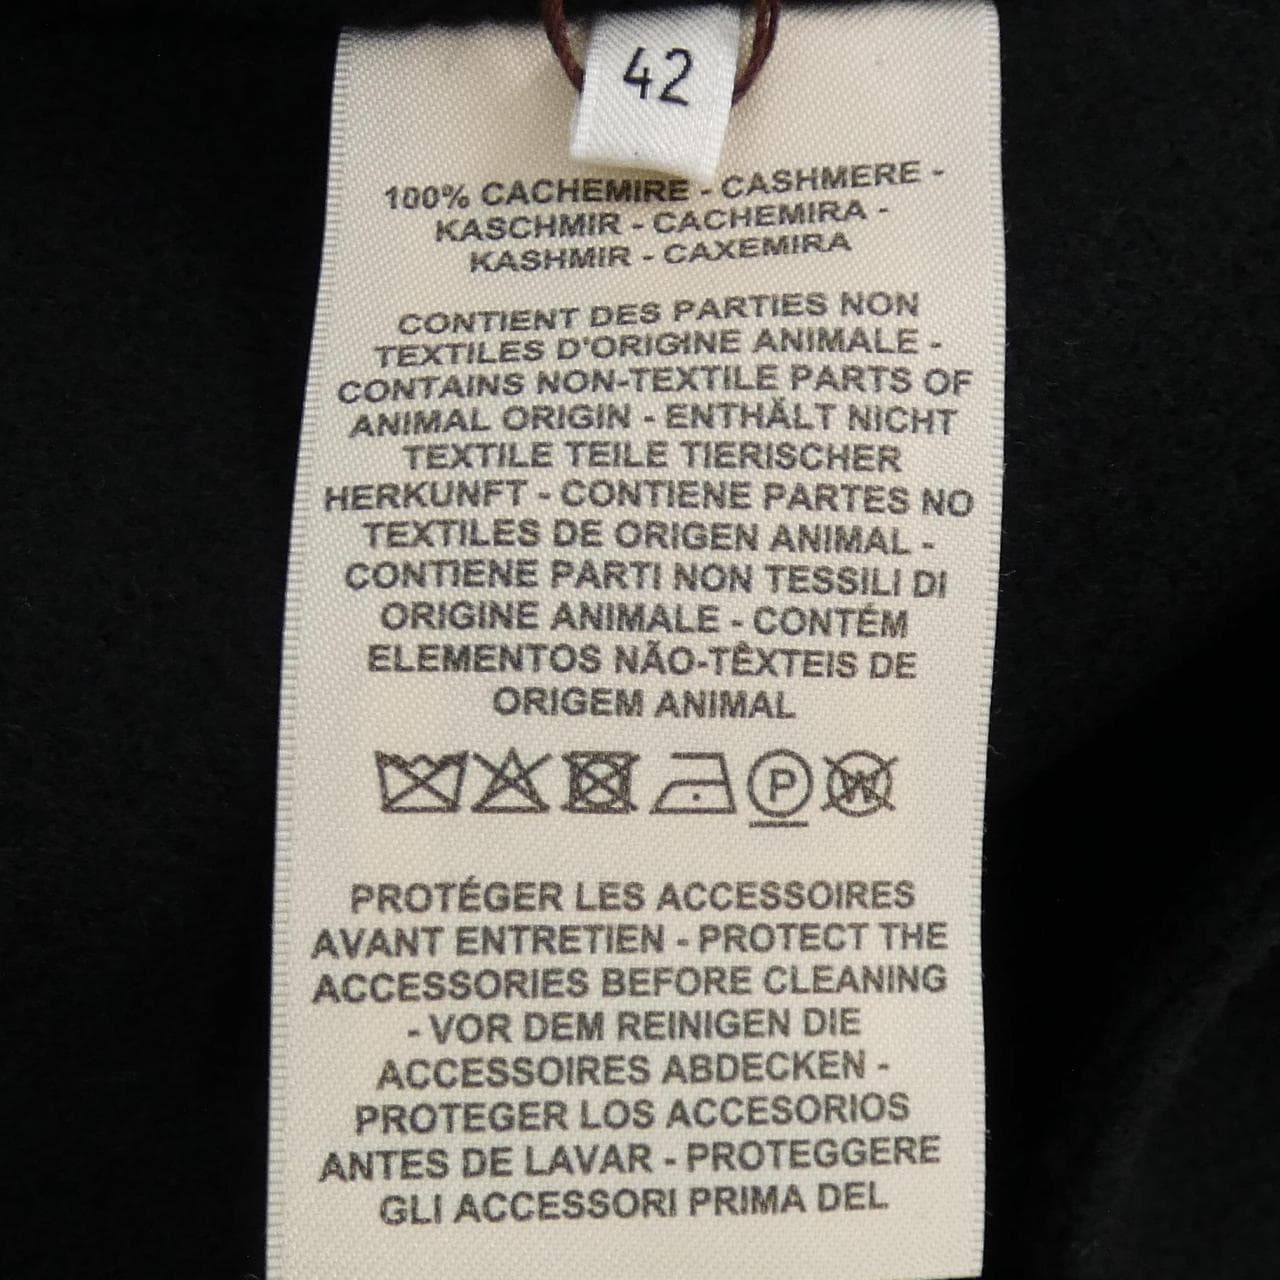 42
100% CACHEMIRE - CASHMERE -
KASCHMIR - CACHEMIRA -
KASHMIR - CAXEMIRA
CONTIENT DES PARTIES NON
TEXTILES D'ORIGINE ANIMALE -
CONTAINS NON-TEXTILE PARTS OF
ANIMAL ORIGIN - ENTHÄLT NICHT
TEXTILE TEILE TIERISCHER
HERKUNFT - CONTIENE PARTES NO
TEXTILES DE ORIGEN ANIMAL -
CONTIENE PARTI NON TESSILI DI
ORIGINE ANIMALE - CONTÉM
ELEMENTOS NÃO-TÊXTEIS DE
ORIGEM ANIMAL
P W
PROTÉGER LES ACCESSOIRES
AVANT ENTRETIEN - PROTECT THE
ACCESSORIES BEFORE CLEANING
- VOR DEM REINIGEN DIE
ACCESSOIRES ABDECKEN -
PROTEGER LOS ACCESORIOS
ANTES DE LAVAR - PROTEGGERE
GLI ACCESSORI PRIMA DEL